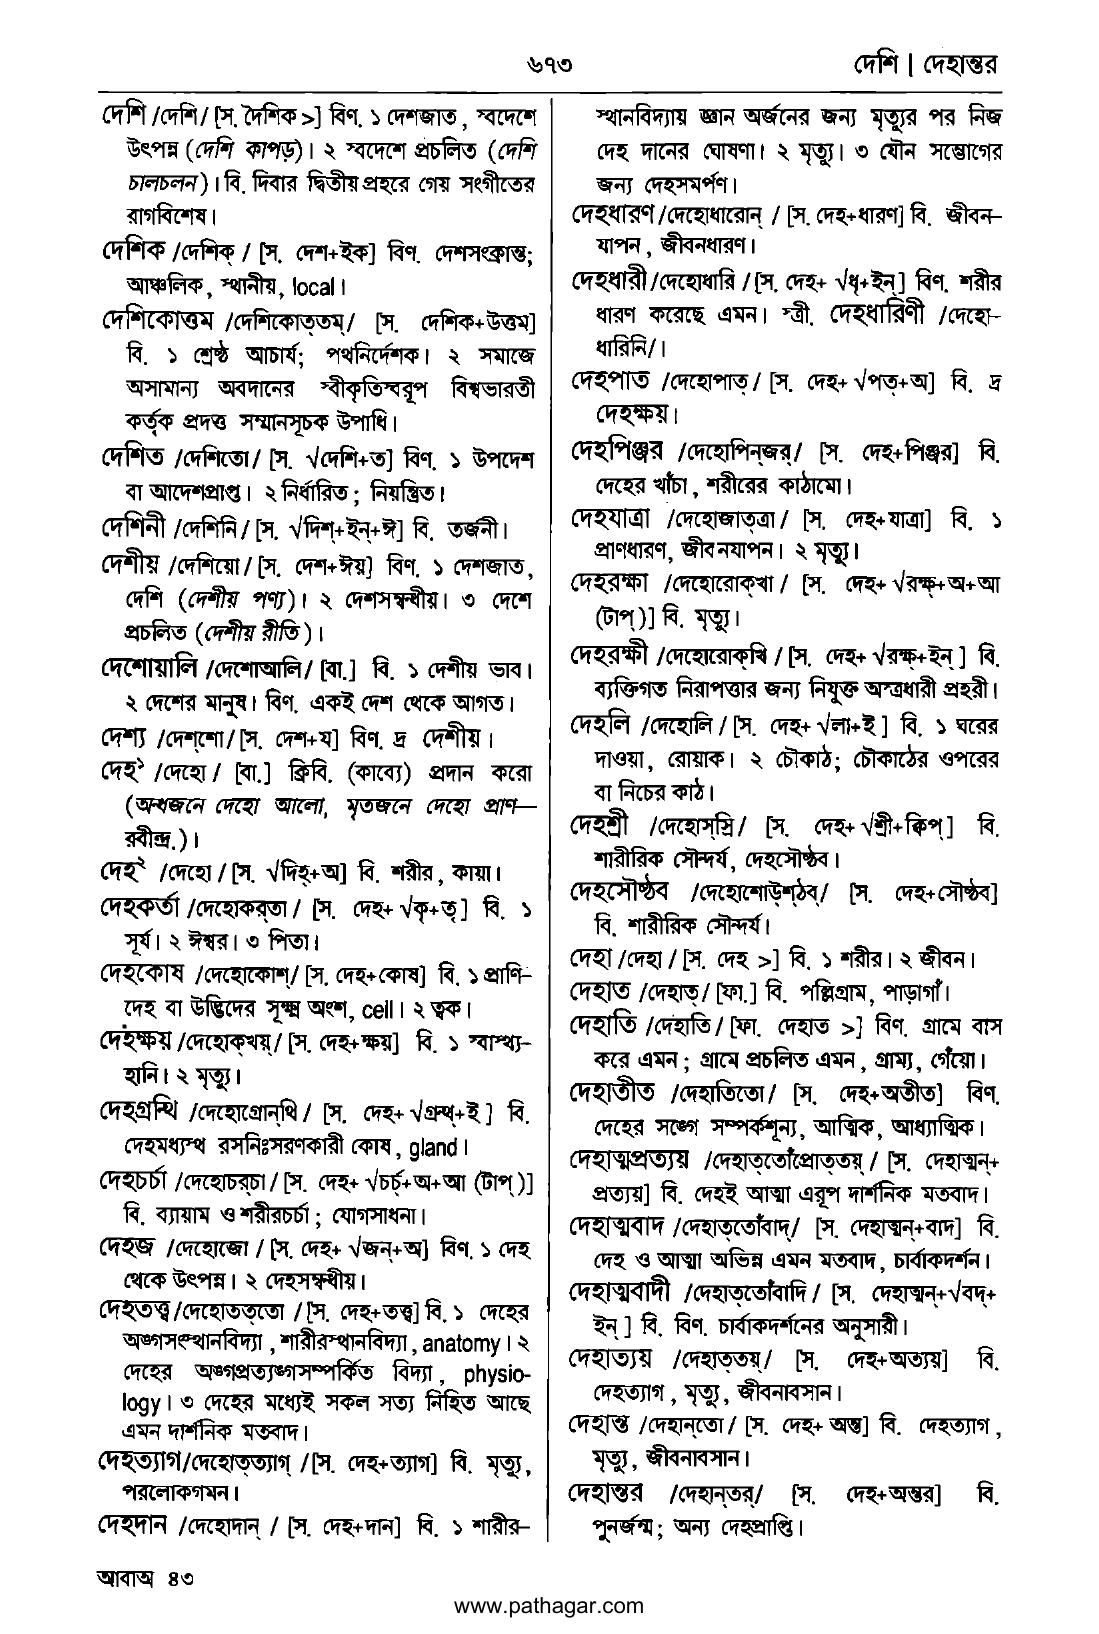 ৬৭৩
দেশি | দেহান্তর
দেশি /দেশি/ [স. দৈশিক >] বিণ. ১ দেশজাত, স্বদেশে
উৎপন্ন (দেশি কাপড়)। ২ স্বদেশে প্রচলিত (দেশি
চালচলন)। বি. দিবার দ্বিতীয় প্রহরে গেয় সংগীতের
রাগবিশেষ।
দেশিক /দেশিক্/ [স. দেশ+ইক] বিণ. দেশসংক্রান্ত;
আঞ্চলিক, স্থানীয়, local।
দেশিকোত্তম /দেশিকোত্‌তম্/ [স. দেশিক+উত্তম]
বি. ১ শ্রেষ্ঠ আচার্য; পথনির্দেশক। ২ সমাজে
অসামান্য অবদানের স্বীকৃতিস্বরূপ বিশ্বভারতী
কর্তৃক প্রদত্ত সম্মানসূচক উপাধি।
দেশিত /দেশিতো/ [স. √দেশি+ত] বিণ. ১ উপদেশ
বা আদেশপ্রাপ্ত। ২ নির্ধারিত; নিয়ন্ত্রিত।
দেশিনী /দেশিনি/ [স. √দিশ্+ইন্+ঈ] বি. তর্জনী।
দেশীয় /দেশিয়ো/ [স. দেশ+ঈয়] বিণ. ১ দেশজাত,
দেশি (দেশীয় পণ্য)। ২ দেশসম্বন্ধীয়। ৩ দেশে
প্রচলিত (দেশীয় রীতি)।
দেশোয়ালি /দেশোআলি/ [বা.] বি. ১ দেশীয় ভাব।
২ দেশের মানুষ। বিণ. একই দেশ থেকে আগত।
দেশ্য /দেশ্‌শো/ [স. দেশ+য] বিণ. দ্র দেশীয়।
দেহ১ /দেহো/ [বা.] ক্রিবি. (কাব্যে) প্রদান করো
(অন্ধজনে দেহো আলো, মৃতজনে দেহো প্রাণ—
রবীন্দ্র.)।
দেহ২ /দেহো/ [স. √দিহ্+অ] বি. শরীর, কায়া।
দেহকর্তা /দেহোকর্‌তা/ [স. দেহ+√কৃ+তৃ] বি. ১
সূর্য। ২ ঈশ্বর। ৩ পিতা।
দেহকোষ /দেহোকোশ্/ [স. দেহ+কোষ] বি. ১ প্রাণি-
দেহ বা উদ্ভিদের সূক্ষ্ম অংশ, cell। ২ ত্বক।
দেহক্ষয় /দেহোক্‌খয়্/ [স. দেহ+ক্ষয়] বি. ১ স্বাস্থ্য-
হানি। ২ মৃত্যু।
দেহগ্রন্থি /দেহোগ্রোন্‌থি/ [স. দেহ+√গ্রন্থ্+ই] বি.
দেহমধ্যস্থ রসনিঃসরণকারী কোষ, gland।
দেহচর্চা /দেহোচর্‌চা/ [স. দেহ+√চর্চ্+অ+আ (টাপ্)]
বি. ব্যায়াম ও শরীরচর্চা; যোগসাধনা।
দেহজ /দেহোজো/ [স. দেহ+√জন্+অ] বিণ. ১ দেহ
থেকে উৎপন্ন। ২ দেহসম্বন্ধীয়।
দেহতত্ত্ব /দেহোতত্‌তো/ [স. দেহ+তত্ত্ব] বি. ১ দেহের
অঙ্গসংস্থানবিদ্যা, শারীরস্থানবিদ্যা, anatomy। ২
দেহের অঙ্গপ্রত্যঙ্গসম্পর্কিত বিদ্যা, physio-
logy। ৩ দেহের মধ্যেই সকল সত্য নিহিত আছে
এমন দার্শনিক মতবাদ।
দেহত্যাগ /দেহোত্‌ত্যাগ্/ [স. দেহ+ত্যাগ] বি. মৃত্যু,
পরলোকগমন।
দেহদান /দেহোদান্/ [স. দেহ+দান] বি. ১ শারীর-
স্থানবিদ্যায় জ্ঞান অর্জনের জন্য মৃত্যুর পর নিজ
দেহ দানের ঘোষণা। ২ মৃত্যু। ৩ যৌন সম্ভোগের
জন্য দেহসমর্পণ।
দেহধারণ /দেহোধারোন্/ [স. দেহ+ধারণ] বি. জীবন-
যাপন, জীবনধারণ।
দেহধারী /দেহোধারি/ [স. দেহ+√ধৃ+ইন্] বিণ. শরীর
ধারণ করেছে এমন। স্ত্রী. দেহধারিণী /দেহো-
ধারিনি/।
দেহপাত /দেহোপাত্/ [স. দেহ+√পত্+অ] বি. দ্র
দেহক্ষয়।
দেহপিঞ্জর /দেহোপিন্‌জর্/ [স. দেহ+পিঞ্জর] বি.
দেহের খাঁচা, শরীরের কাঠামো।
দেহযাত্রা /দেহোজাত্‌ত্রা/ [স. দেহ+যাত্রা] বি. ১
প্রাণধারণ, জীবনযাপন। ২ মৃত্যু।
দেহরক্ষা /দেহোরোক্‌খা/ [স. দেহ+√রক্ষ্+অ+আ
(টাপ্)] বি. মৃত্যু।
দেহরক্ষী /দেহোরোক্‌খি/ [স. দেহ+√রক্ষ্+ইন্] বি.
ব্যক্তিগত নিরাপত্তার জন্য নিযুক্ত অস্ত্রধারী প্রহরী।
দেহলি /দেহোলি/ [স. দেহ+√লা+ই] বি. ১ ঘরের
দাওয়া, রোয়াক। ২ চৌকাঠ; চৌকাঠের ওপরের
বা নিচের কাঠ।
দেহশ্রী /দেহোস্‌স্রি/ [স. দেহ+√শ্রী+ক্বিপ্] বি.
শারীরিক সৌন্দর্য, দেহসৌষ্ঠব।
দেহসৌষ্ঠব /দেহোশোউশ্‌ঠব্/ [স. দেহ+সৌষ্ঠব]
বি. শারীরিক সৌন্দর্য।
দেহা /দেহা/ [স. দেহ >] বি. ১ শরীর। ২ জীবন।
দেহাত /দেহাত্/ [ফা.] বি. পল্লিগ্রাম, পাড়াগাঁ।
দেহাতি /দেহাতি/ [ফা. দেহাত >] বিণ. গ্রামে বাস
করে এমন; গ্রামে প্রচলিত এমন, গ্রাম্য, গেঁয়ো।
দেহাতীত /দেহাতিতো/ [স. দেহ+অতীত] বিণ.
দেহের সঙ্গে সম্পর্কশূন্য, আত্মিক, আধ্যাত্মিক।
দেহাত্মপ্রত্যয় /দেহাত্‌তোঁপ্রোত্‌তয়্/ [স. দেহাত্মন্+
প্রত্যয়] বি. দেহই আত্মা এরূপ দার্শনিক মতবাদ।
দেহাত্মবাদ /দেহাত্‌তোঁবাদ্/ [স. দেহাত্মন্+বাদ] বি.
দেহ ও আত্মা অভিন্ন এমন মতবাদ, চার্বাকদর্শন।
দেহাত্মবাদী /দেহাত্‌তোঁবাদি/ [স. দেহাত্মন্+√বদ্+
ইন্] বি. বিণ. চার্বাকদর্শনের অনুসারী।
দেহাত্যয় /দেহাত্‌তয়্/ [স. দেহ+অত্যয়] বি.
দেহত্যাগ, মৃত্যু, জীবনাবসান।
দেহান্ত /দেহান্‌তো/ [স. দেহ+অন্ত] বি. দেহত্যাগ,
মৃত্যু, জীবনাবসান।
দেহান্তর /দেহান্‌তর্/ [স. দেহ+অন্তর] বি.
পুনর্জন্ম; অন্য দেহপ্রাপ্তি।
আবাঅ ৪৩
www.pathagar.com